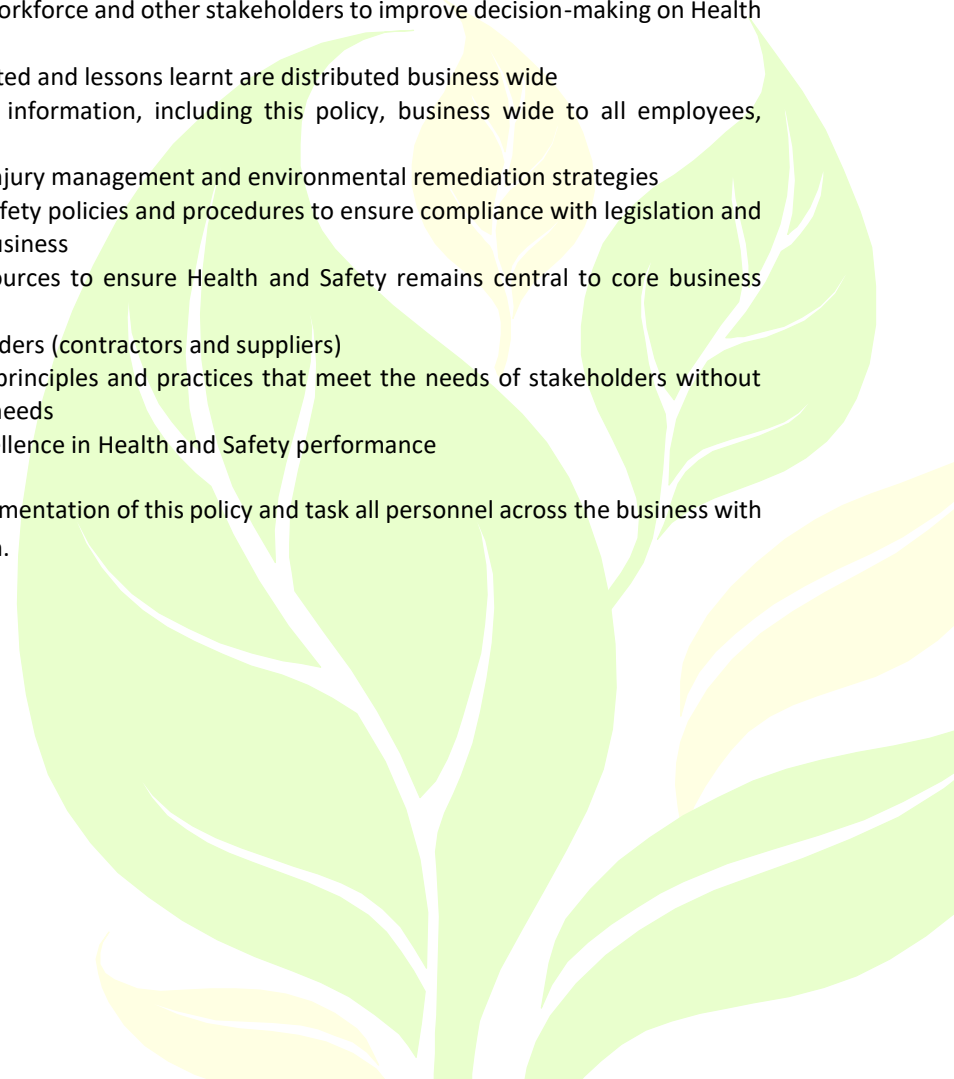 orkforce and other stakeholders to improve decision-making on Health
ted and lessons learnt are distributed business wide
information, including this policy, business wide to all employees,
njury management and environmental remediation strategies
fety policies and procedures to ensure compliance with legislation and
usiness
ources to ensure Health and Safety remains central to core business
ders (contractors and suppliers)
principles and practices that meet the needs of stakeholders without
needs
llence in Health and Safety performance
mentation of this policy and task all personnel across the business with
.